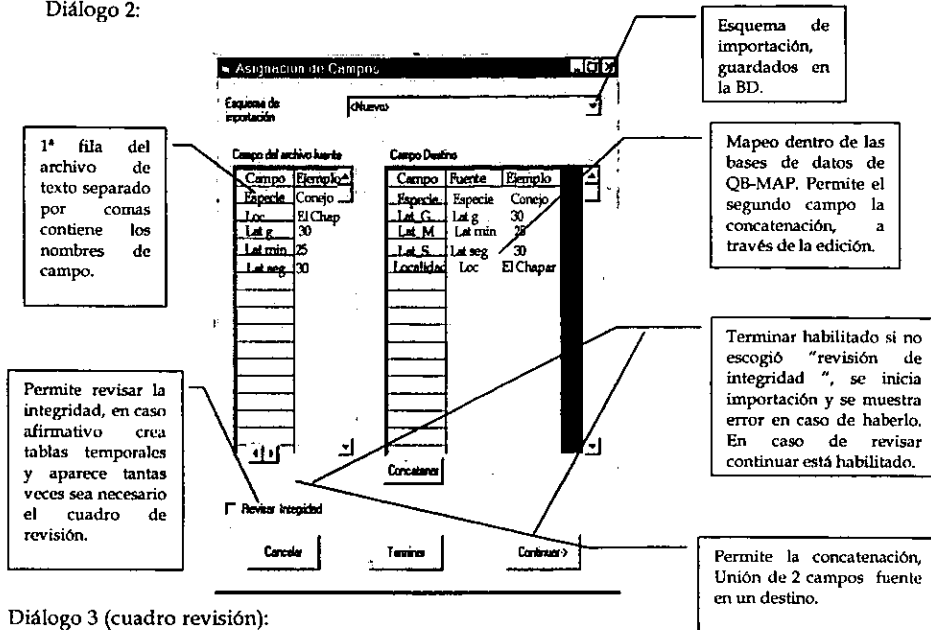 Diálogo 2:
Esquema de
importación,
guardados en
la BD.
Asignación de Campos
Esquema de
importación
<Nuevo>
1ª fila del
archivo de
texto separado
por comas
contiene los
nombres de
campo.
Campo del archivo fuente
Campo Destino
Campo Ejemplo
Especie Conejo
Loc El Chap
Lat g 30
Lat min 25
Lat seg 30
Campo Fuente Ejemplo
Especie Especie Conejo
Lat_G Lat g 30
Lat_M Lat min 25
Lat_S Lat seg 30
Localidad Loc El Chapar
Mapeo dentro de las
bases de datos de
QB-MAP. Permite el
segundo campo la
concatenación, a
través de la edición.
Terminar habilitado si no
escogió "revisión de
integridad ", se inicia
importación y se muestra
error en caso de haberlo.
En caso de revisar
continuar está habilitado.
Permite revisar la
integridad, en caso
afirmativo crea
tablas temporales
y aparece tantas
veces sea necesario
el cuadro de
revisión.
Concatenar
Revisar Integridad
Cancelar
Terminar
Continuar>
Permite la concatenación,
Unión de 2 campos fuente
en un destino.
Diálogo 3 (cuadro revisión):